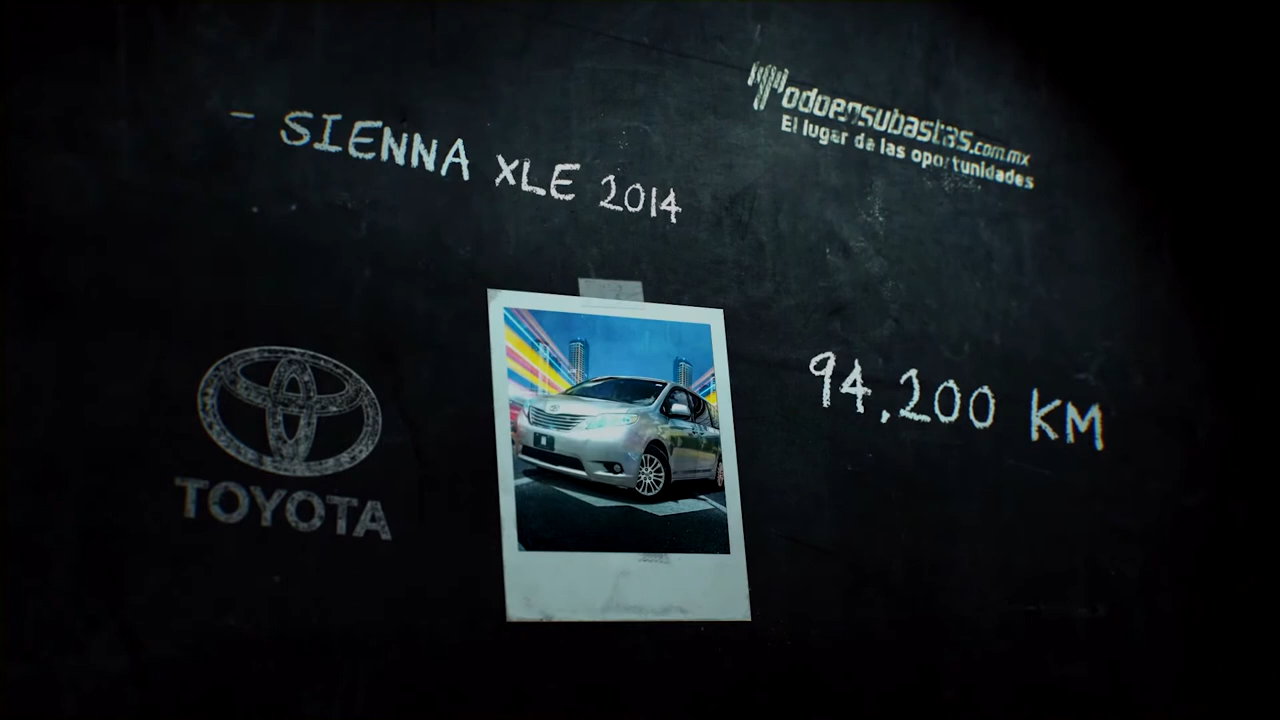 - SIENNA XLE 2014
Todoensubastas.com.mx
El lugar de las oportunidades
94,200 KM
TOYOTA